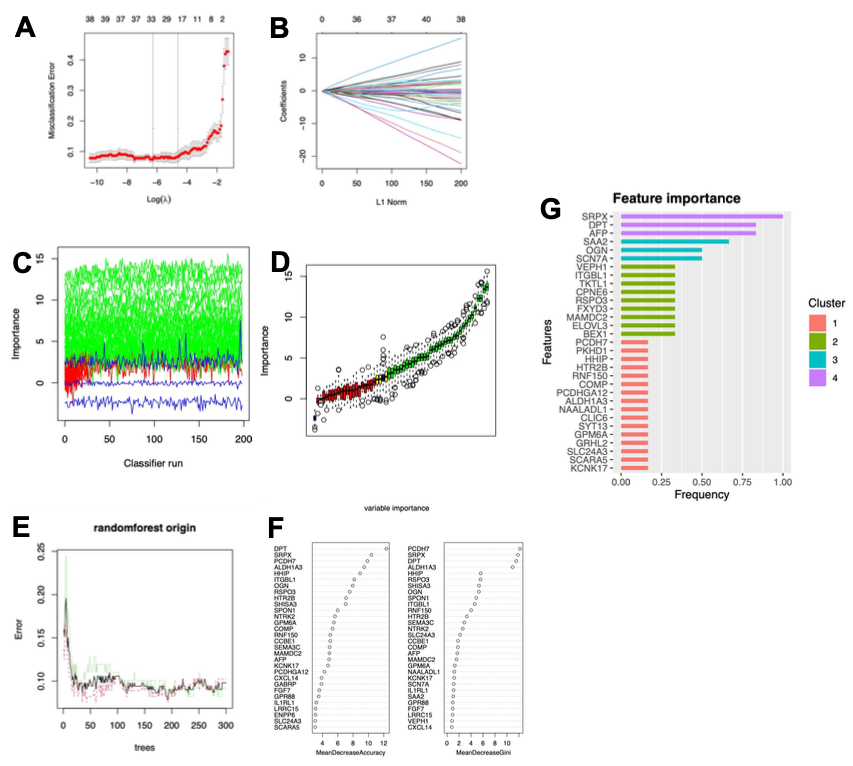 A
38 39 37 37 33 29 17 11 8 2
Misclassification Error
0.4
0.3
0.2
0.1
−10 −8 −6 −4 −2
Log(λ)
B
0 36 37 40 38
Coefficients
10
0
−10
−20
0 50 100 150 200
L1 Norm
C
Importance
15
10
5
0
0 50 100 150 200
Classifier run
D
Importance
15
10
5
0
E
randomforest origin
Error
0.25
0.20
0.15
0.10
0 50 100 150 200 250 300
trees
F
variable importance
DPT
SRPX
PCDH7
ALDH1A3
HHIP
ITGBL1
OGN
RSPO3
HTR2B
SHISA3
SPON1
NTRK2
GPM6A
COMP
RNF150
CCBE1
SEMA3C
MAMDC2
AFP
KCNK17
PCDHGA12
CXCL14
GABRP
FGF7
GPR88
IL1RL1
LRRC15
ENPP6
SLC24A3
SCARA5
4 6 8 10 12
MeanDecreaseAccuracy
PCDH7
SRPX
DPT
ALDH1A3
HHIP
RSPO3
SHISA3
OGN
SPON1
ITGBL1
RNF150
HTR2B
SEMA3C
NTRK2
SLC24A3
CCBE1
COMP
AFP
MAMDC2
GPM6A
NAALADL1
KCNK17
SCN7A
IL1RL1
SAA2
GPR88
FGF7
LRRC15
VEPH1
CXCL14
0 2 4 6 8 10
MeanDecreaseGini
G
Feature importance
Features
SRPX
DPT
AFP
SAA2
OGN
SCN7A
VEPH1
ITGBL1
TKTL1
CPNE6
RSPO3
FXYD3
MAMDC2
ELOVL3
BEX1
PCDH7
PKHD1
HHIP
HTR2B
RNF150
COMP
PCDHGA12
ALDH1A3
NAALADL1
CLIC6
SYT13
GPM6A
GRHL2
SLC24A3
SCARA5
KCNK17
0.00 0.25 0.50 0.75 1.00
Frequency
Cluster
1
2
3
4